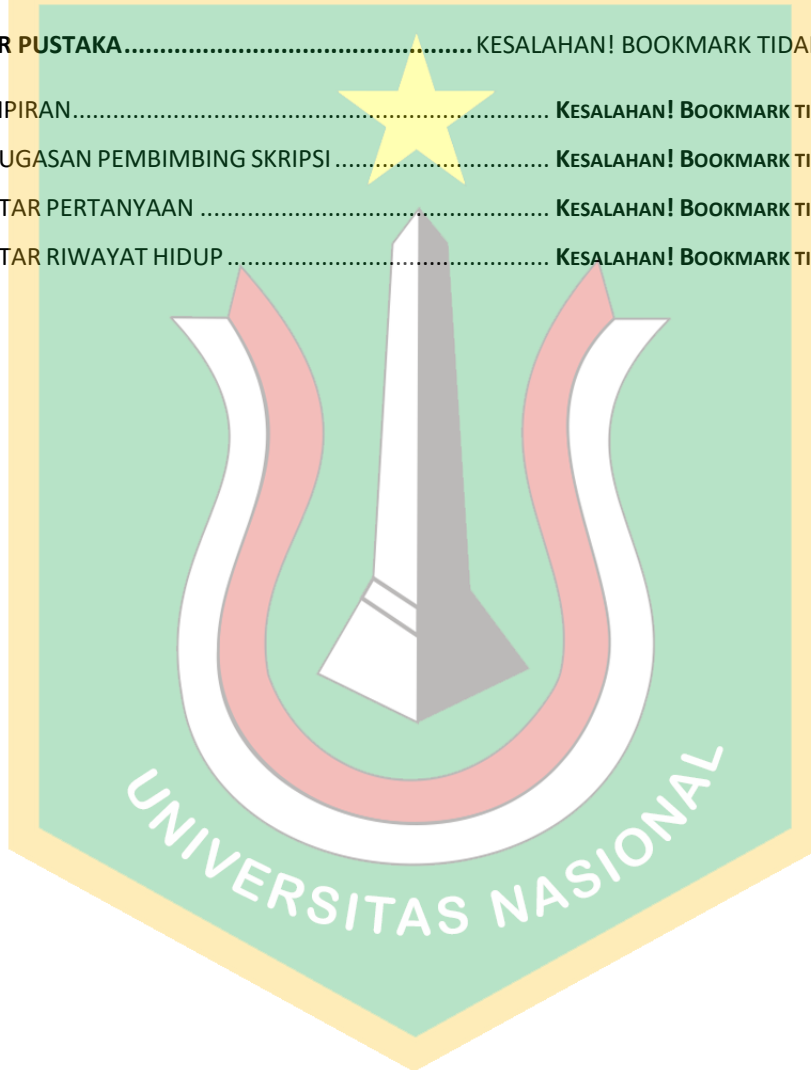 R PUSTAKA................................................KESALAHAN! BOOKMARK TIDA
PIRAN....................................................................... KESALAHAN! BOOKMARK TI
UGASAN PEMBIMBING SKRIPSI ................................ KESALAHAN! BOOKMARK TI
TAR PERTANYAAN .................................................... KESALAHAN! BOOKMARK TI
TAR RIWAYAT HIDUP ................................................ KESALAHAN! BOOKMARK TI
UNIVERSITAS NASIONAL